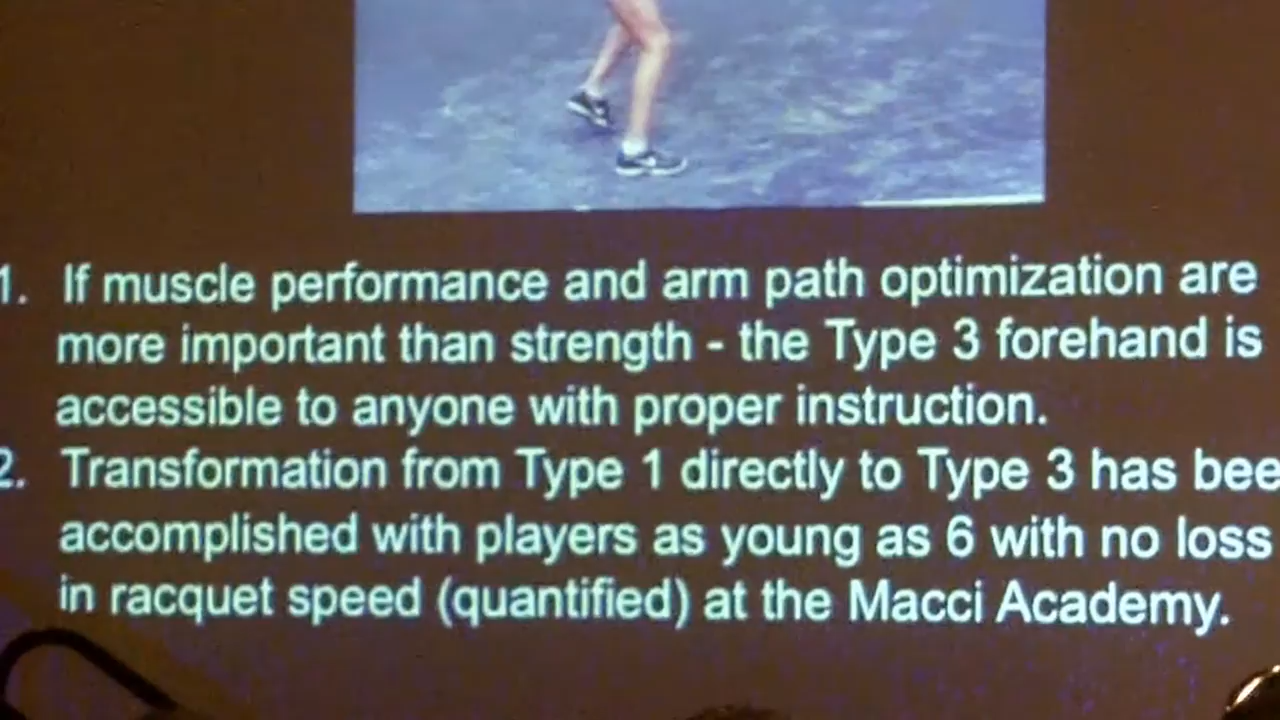 1. If muscle performance and arm path optimization are
more important than strength - the Type 3 forehand is
accessible to anyone with proper instruction.
2. Transformation from Type 1 directly to Type 3 has bee
accomplished with players as young as 6 with no loss
in racquet speed (quantified) at the Macci Academy.